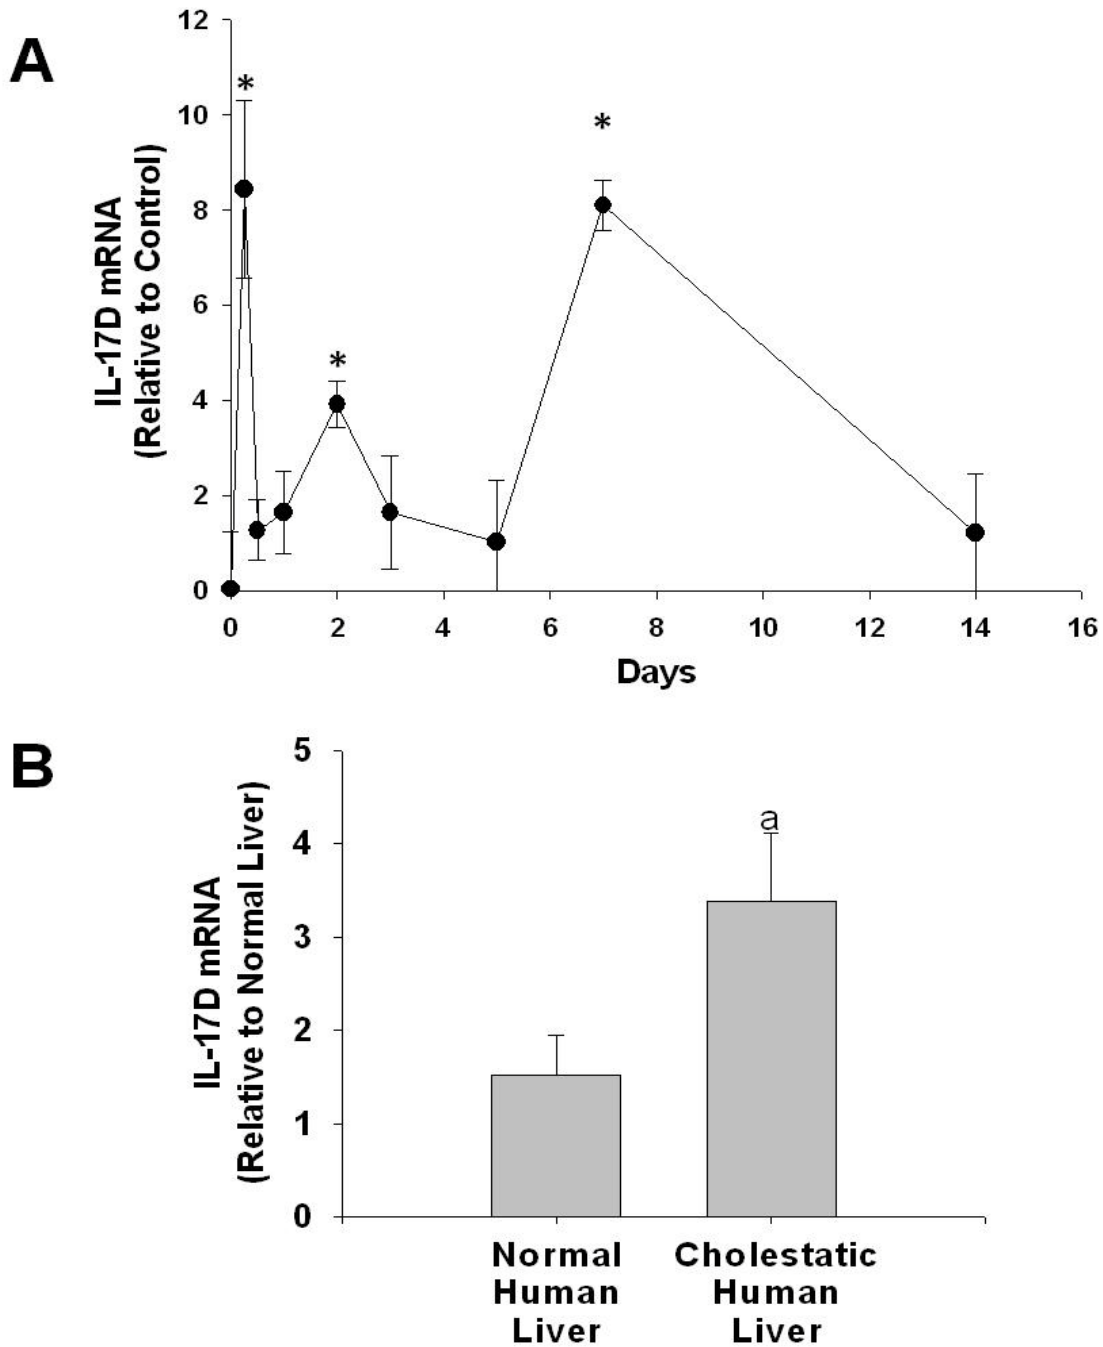 A
12
10
8
6
4
2
0
*
*
*
IL-17D mRNA
(Relative to Control)
0 2 4 6 8 10 12 14 16
Days
B
5
4
3
2
1
0
a
IL-17D mRNA
(Relative to Normal Liver)
Normal
Human
Liver
Cholestatic
Human
Liver